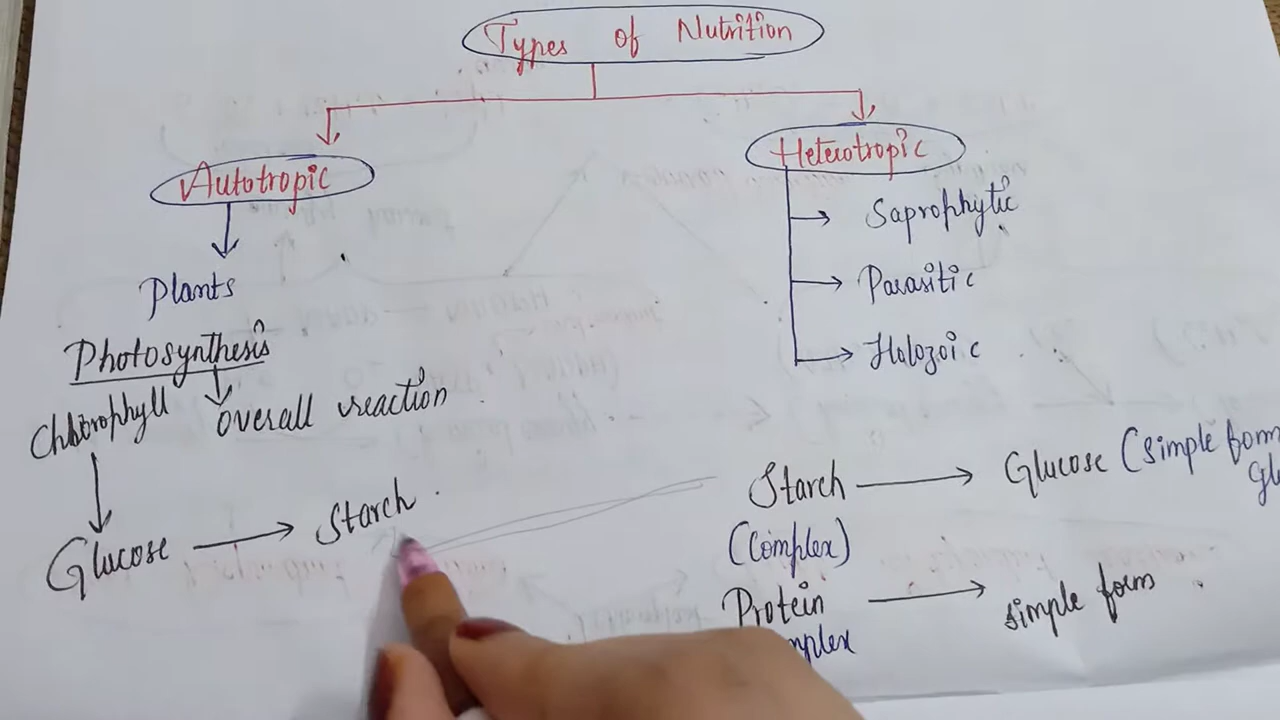 Types of Nutrition
Autotropic
Plants
Photosynthesis
Chlorophyll
overall reaction
Glucose → Starch
Heterotropic
Saprophytic
Parasitic
Holozoic
Starch → Glucose (simple form
(Complex)
Protein → simple form